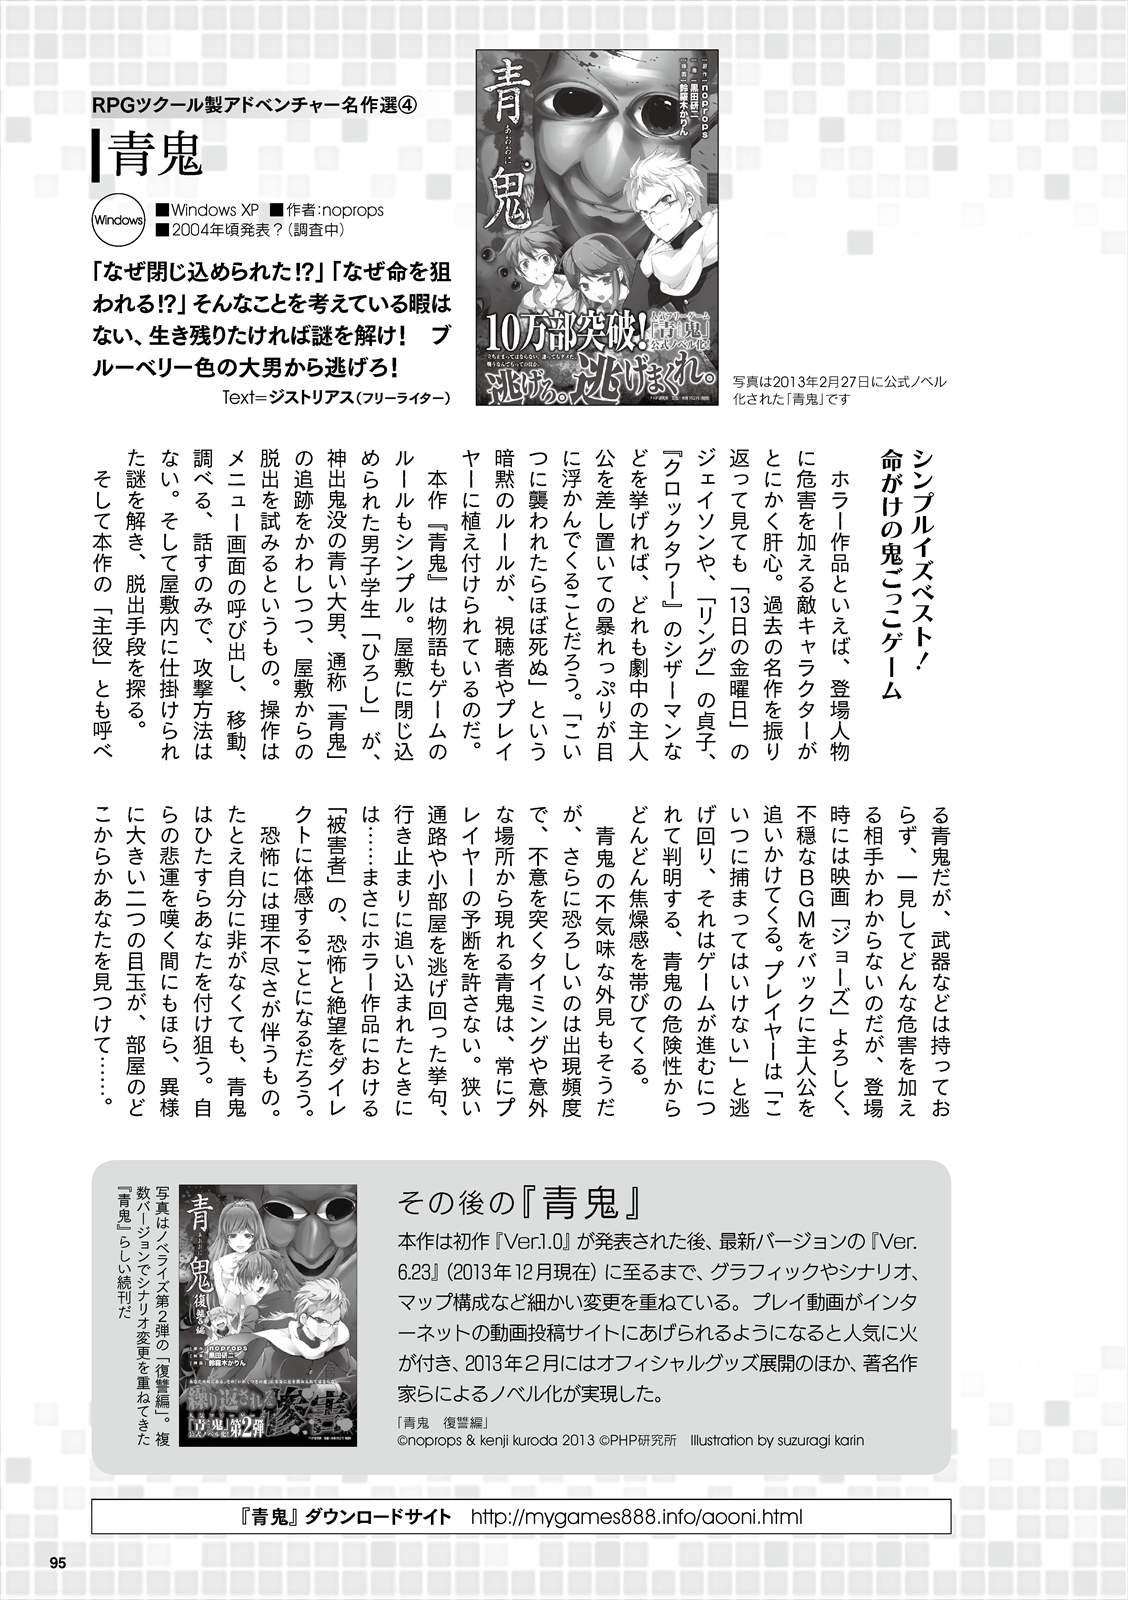 RPGツクール製アドベンチャー名作選④
青鬼
Windows
■Windows XP ■作者:noprops
■2004年頃発表?(調査中)
「なぜ閉じ込められた!?」「なぜ命を狙
われる!?」そんなことを考えている暇は
ない、生き残りたければ謎を解け! ブ
ルーベリー色の大男から逃げろ!
Text=ジストリアス(フリーライター)
青鬼
あおおに
[原作]noprops
[著]黒田研二
[挿画]鈴羅木かりん
10万部突破!
人気フリーゲーム
「青鬼」
公式ノベル化!
立ち止まってはならない、逃げろ。逃げまくれ。
写真は2013年2月27日に公式ノベル
化された「青鬼」です
シンプルイズベスト!
命がけの鬼ごっこゲーム
ホラー作品といえば、登場人物
に危害を加える敵キャラクターが
とにかく肝心。過去の名作を振り
返って見ても「13日の金曜日」の
ジェイソンや、「リング」の貞子、
『クロックタワー』のシザーマンな
どを挙げれば、どれも劇中の主人
公を差し置いての暴れっぷりが目
に浮かんでくることだろう。「こい
つに襲われたらほぼ死ぬ」という
暗黙のルールが、視聴者やプレイ
ヤーに植え付けられているのだ。
本作『青鬼』は物語もゲームの
ルールもシンプル。屋敷に閉じ込
められた男子学生「ひろし」が、
神出鬼没の青い大男、通称「青鬼」
の追跡をかわしつつ、屋敷からの
脱出を試みるというもの。操作は
メニュー画面の呼び出し、移動、
調べる、話すのみで、攻撃方法は
ない。そして屋敷内に仕掛けられ
た謎を解き、脱出手段を探る。
そして本作の「主役」とも呼べ
る青鬼だが、武器などは持ってお
らず、一見してどんな危害を加え
る相手かわからないのだが、登場
時には映画「ジョーズ」よろしく、
不穏なBGMをバックに主人公を
追いかけてくる。プレイヤーは「こ
いつに捕まってはいけない」と逃
げ回り、それはゲームが進むにつ
れて判明する、青鬼の危険性から
どんどん焦燥感を帯びてくる。
青鬼の不気味な外見もそうだ
が、さらに恐ろしいのは出現頻度
で、不意を突くタイミングや意外
な場所から現れる青鬼は、常にプ
レイヤーの予断を許さない。狭い
通路や小部屋を逃げ回った挙句、
行き止まりに追い込まれたときに
は……まさにホラー作品における
「被害者」の、恐怖と絶望をダイレ
クトに体感することになるだろう。
恐怖には理不尽さが伴うもの。
たとえ自分に非がなくても、青鬼
はひたすらあなたを付け狙う。自
らの悲運を嘆く間にもほら、異様
に大きい二つの目玉が、部屋のど
こからかあなたを見つけて……。
その後の『青鬼』
本作は初作『Ver.1.0』が発表された後、最新バージョンの『Ver.
6.23』(2013年12月現在)に至るまで、グラフィックやシナリオ、
マップ構成など細かい変更を重ねている。プレイ動画がインタ
ーネットの動画投稿サイトにあげられるようになると人気に火
が付き、2013年2月にはオフィシャルグッズ展開のほか、著名作
家らによるノベル化が実現した。
「青鬼 復讐編」
©noprops & kenji kuroda 2013 ©PHP研究所 Illustration by suzuragi karin
青鬼
あおおに
復讐編
[原作]noprops
[執筆]黒田研二
[挿画]鈴羅木かりん
繰り返される
惨害
「青鬼」第2弾
公式ノベル化!
写真はノベライズ第2弾の「復讐編」。複
数バージョンでシナリオ変更を重ねてきた
『青鬼』らしい続刊だ
『青鬼』ダウンロードサイト http://mygames888.info/aooni.html
95